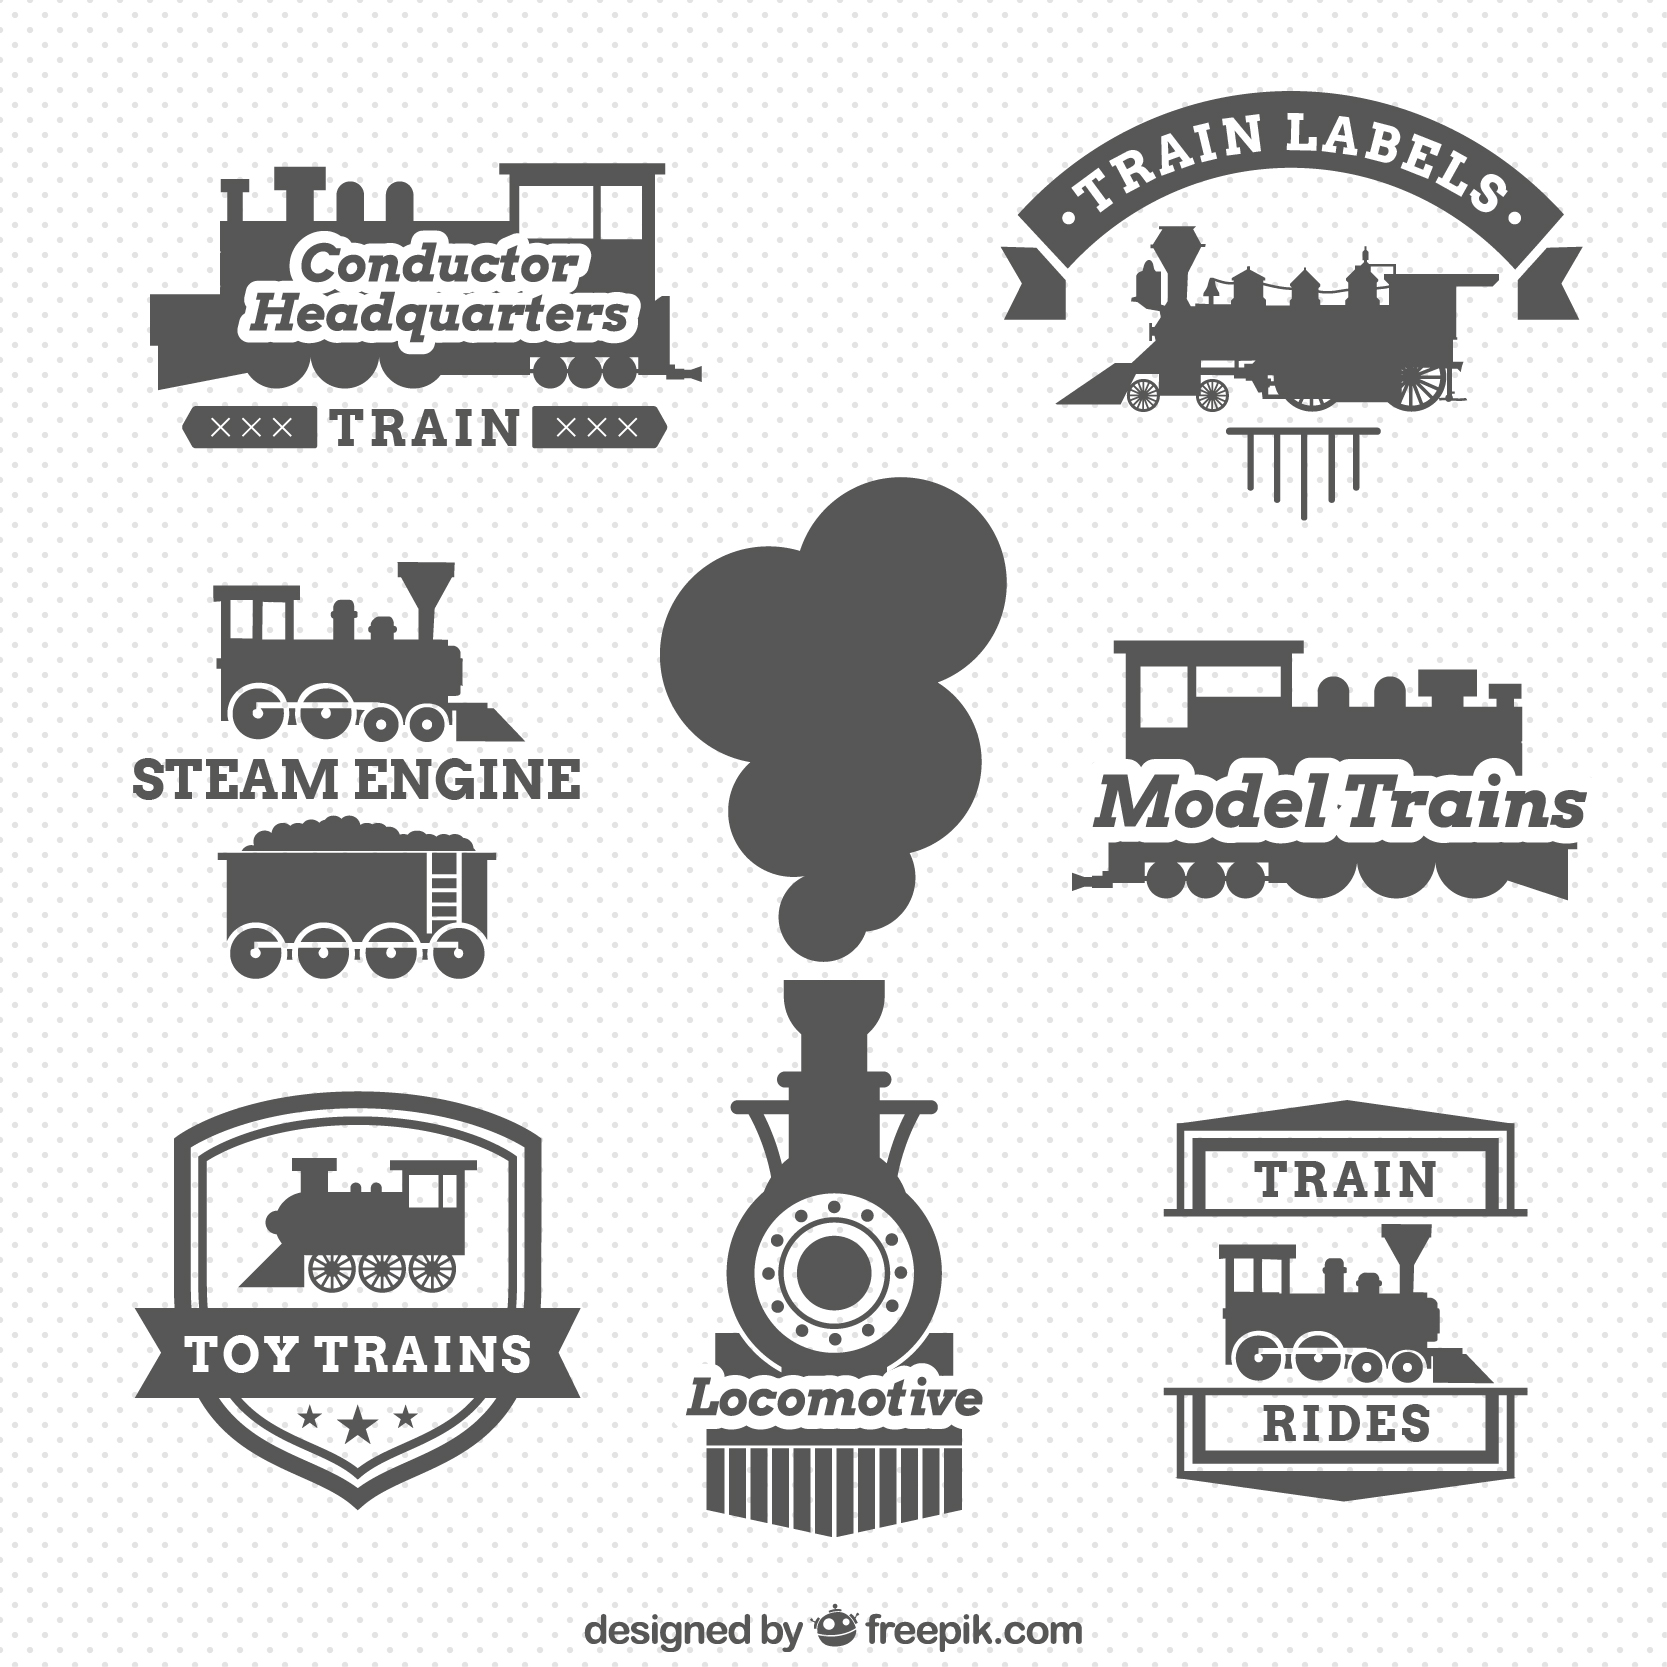 Conductor
Headquarters
TRAIN
TRAIN LABELS
STEAM ENGINE
Model Trains
TOY TRAINS
Locomotive
TRAIN
RIDES
designed by freepik.com